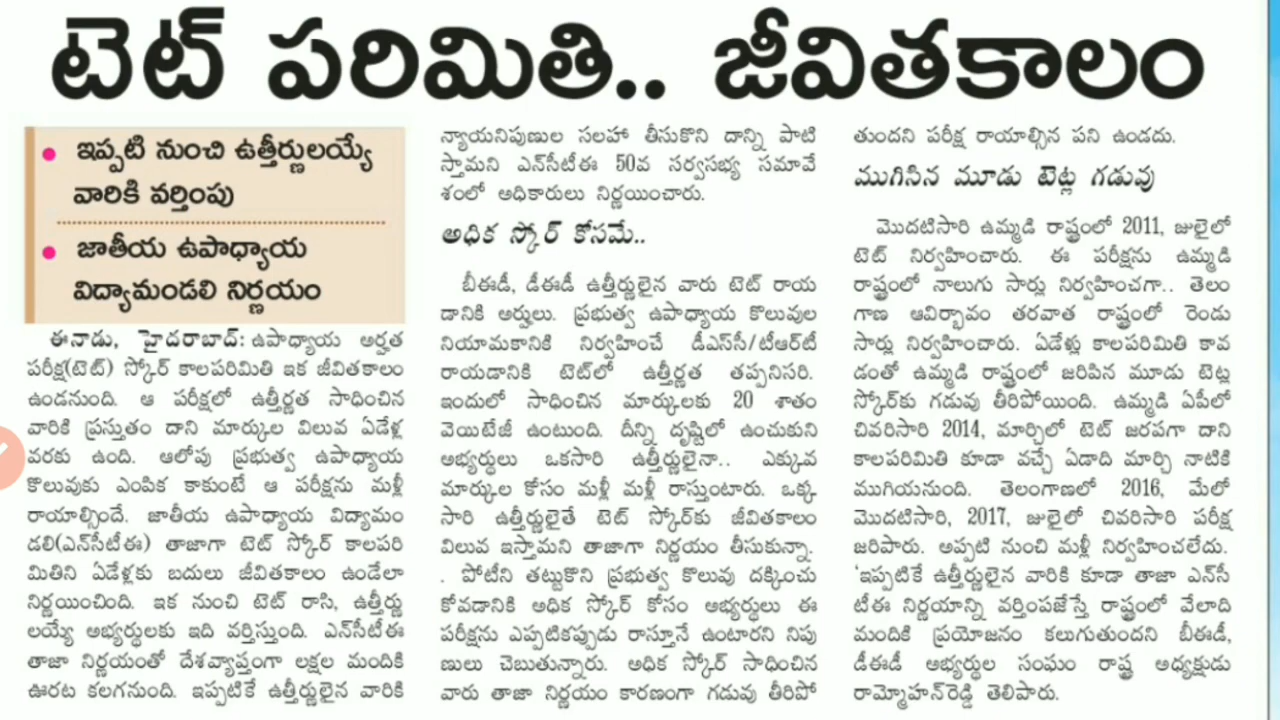 టెట్ పరిమితి.. జీవితకాలం
ఇప్పటి నుంచి ఉత్తీర్ణులయ్యే
వారికి వర్తింపు
జాతీయ ఉపాధ్యాయ
విద్యామండలి నిర్ణయం
ఈనాడు, హైదరాబాద్: ఉపాధ్యాయ అర్హత
పరీక్ష(టెట్) స్కోర్ కాలపరిమితి ఇక జీవితకాలం
ఉండనుంది. ఆ పరీక్షలో ఉత్తీర్ణత సాధించిన
వారికి ప్రస్తుతం దాని మార్కుల విలువ ఏడేళ్ల
వరకు ఉంది. ఆలోపు ప్రభుత్వ ఉపాధ్యాయ
కొలువుకు ఎంపిక కాకుంటే ఆ పరీక్షను మళ్లీ
రాయాల్సిందే. జాతీయ ఉపాధ్యాయ విద్యామం
డలి(ఎన్‌సీటీఈ) తాజాగా టెట్ స్కోర్ కాలపరి
మితిని ఏడేళ్లకు బదులు జీవితకాలం ఉండేలా
నిర్ణయించింది. ఇక నుంచి టెట్ రాసి, ఉత్తీర్ణు
లయ్యే అభ్యర్థులకు ఇది వర్తిస్తుంది. ఎన్‌సీటీఈ
తాజా నిర్ణయంతో దేశవ్యాప్తంగా లక్షల మందికి
ఊరట కలగనుంది. ఇప్పటికే ఉత్తీర్ణులైన వారికి
న్యాయనిపుణుల సలహా తీసుకొని దాన్ని పాటి
స్తామని ఎన్‌సీటీఈ 50వ సర్వసభ్య సమావే
శంలో అధికారులు నిర్ణయించారు.
అధిక స్కోర్ కోసమే..
బీఈడీ, డీఈడీ ఉత్తీర్ణులైన వారు టెట్ రాయ
డానికి అర్హులు. ప్రభుత్వ ఉపాధ్యాయ కొలువుల
నియామకానికి నిర్వహించే డీఎస్‌సీ/టీఆర్‌టీ
రాయడానికి టెట్‌లో ఉత్తీర్ణత తప్పనిసరి.
ఇందులో సాధించిన మార్కులకు 20 శాతం
వెయిటేజీ ఉంటుంది. దీన్ని దృష్టిలో ఉంచుకుని
అభ్యర్థులు ఒకసారి ఉత్తీర్ణులైనా.. ఎక్కువ
మార్కుల కోసం మళ్లీ మళ్లీ రాస్తుంటారు. ఒక్క
సారి ఉత్తీర్ణులైతే టెట్ స్కోర్‌కు జీవితకాలం
విలువ ఇస్తామని తాజాగా నిర్ణయం తీసుకున్నా.
. పోటీని తట్టుకొని ప్రభుత్వ కొలువు దక్కించు
కోవడానికి అధిక స్కోర్ కోసం అభ్యర్థులు ఈ
పరీక్షను ఎప్పటికప్పుడు రాస్తూనే ఉంటారని నిపు
ణులు చెబుతున్నారు. అధిక స్కోర్ సాధించిన
వారు తాజా నిర్ణయం కారణంగా గడువు తీరిపో
తుందని పరీక్ష రాయాల్సిన పని ఉండదు.
ముగిసిన మూడు టెట్ల గడువు
మొదటిసారి ఉమ్మడి రాష్ట్రంలో 2011, జులైలో
టెట్ నిర్వహించారు. ఈ పరీక్షను ఉమ్మడి
రాష్ట్రంలో నాలుగు సార్లు నిర్వహించగా.. తెలం
గాణ ఆవిర్భావం తరవాత రాష్ట్రంలో రెండు
సార్లు నిర్వహించారు. ఏడేళ్లు కాలపరిమితి కావ
డంతో ఉమ్మడి రాష్ట్రంలో జరిపిన మూడు టెట్ల
స్కోర్‌కు గడువు తీరిపోయింది. ఉమ్మడి ఏపీలో
చివరిసారి 2014, మార్చిలో టెట్ జరపగా దాని
కాలపరిమితి కూడా వచ్చే ఏడాది మార్చి నాటికి
ముగియనుంది. తెలంగాణలో 2016, మేలో
మొదటిసారి, 2017, జులైలో చివరిసారి పరీక్ష
జరిపారు. అప్పటి నుంచి మళ్లీ నిర్వహించలేదు.
'ఇప్పటికే ఉత్తీర్ణులైన వారికి కూడా తాజా ఎన్‌సీ
టీఈ నిర్ణయాన్ని వర్తింపజేస్తే రాష్ట్రంలో వేలాది
మందికి ప్రయోజనం కలుగుతుందని బీఈడీ,
డీఈడీ అభ్యర్థుల సంఘం రాష్ట్ర అధ్యక్షుడు
రామ్మోహన్‌రెడ్డి తెలిపారు.